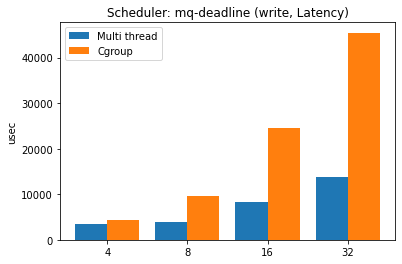 Scheduler: mq-deadline (write, Latency)
Multi thread
Cgroup
usec
40000
30000
20000
10000
0
4 8 16 32